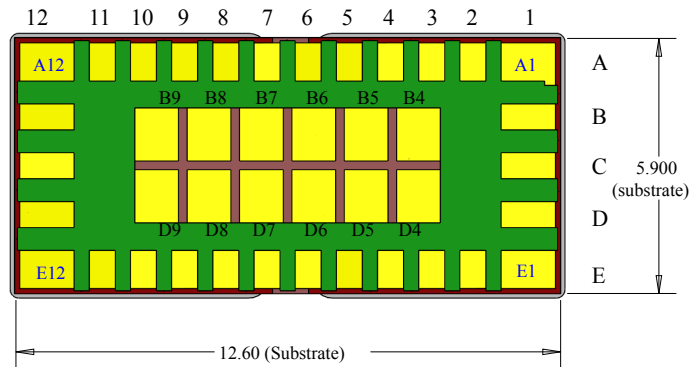 12 11 10 9 8 7 6 5 4 3 2 1
A12 A1 A
B9 B8 B7 B6 B5 B4 B
C 5.900
(substrate)
D9 D8 D7 D6 D5 D4 D
E12 E1 E
12.60 (Substrate)